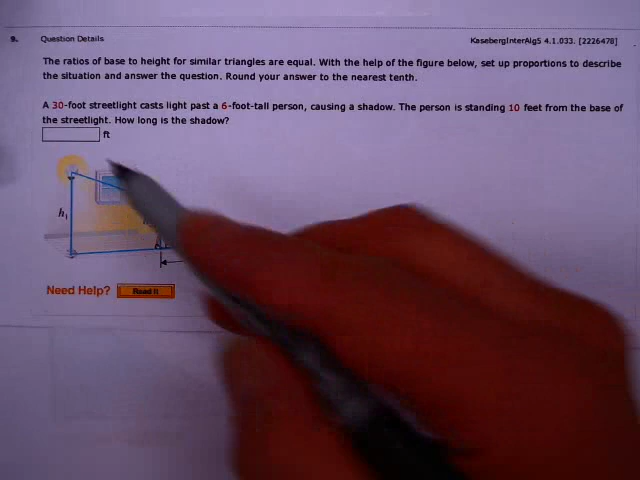 9. Question Details KasebergInterAlg5 4.1.033. [2226478]
The ratios of base to height for similar triangles are equal. With the help of the figure below, set up proportions to describe
the situation and answer the question. Round your answer to the nearest tenth.
A 30-foot streetlight casts light past a 6-foot-tall person, causing a shadow. The person is standing 10 feet from the base of
the streetlight. How long is the shadow?
ft
h₁
Need Help? Read It